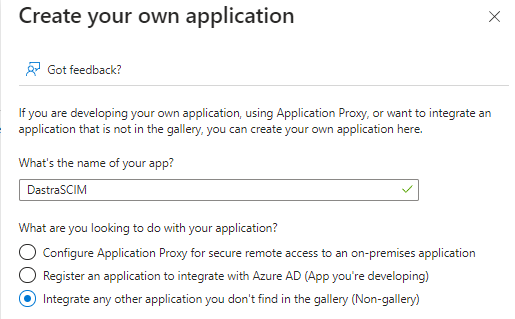 Create your own application
Got feedback?
If you are developing your own application, using Application Proxy, or want to integrate an
application that is not in the gallery, you can create your own application here.
What's the name of your app?
DastraSCIM
What are you looking to do with your application?
Configure Application Proxy for secure remote access to an on-premises application
Register an application to integrate with Azure AD (App you're developing)
Integrate any other application you don't find in the gallery (Non-gallery)